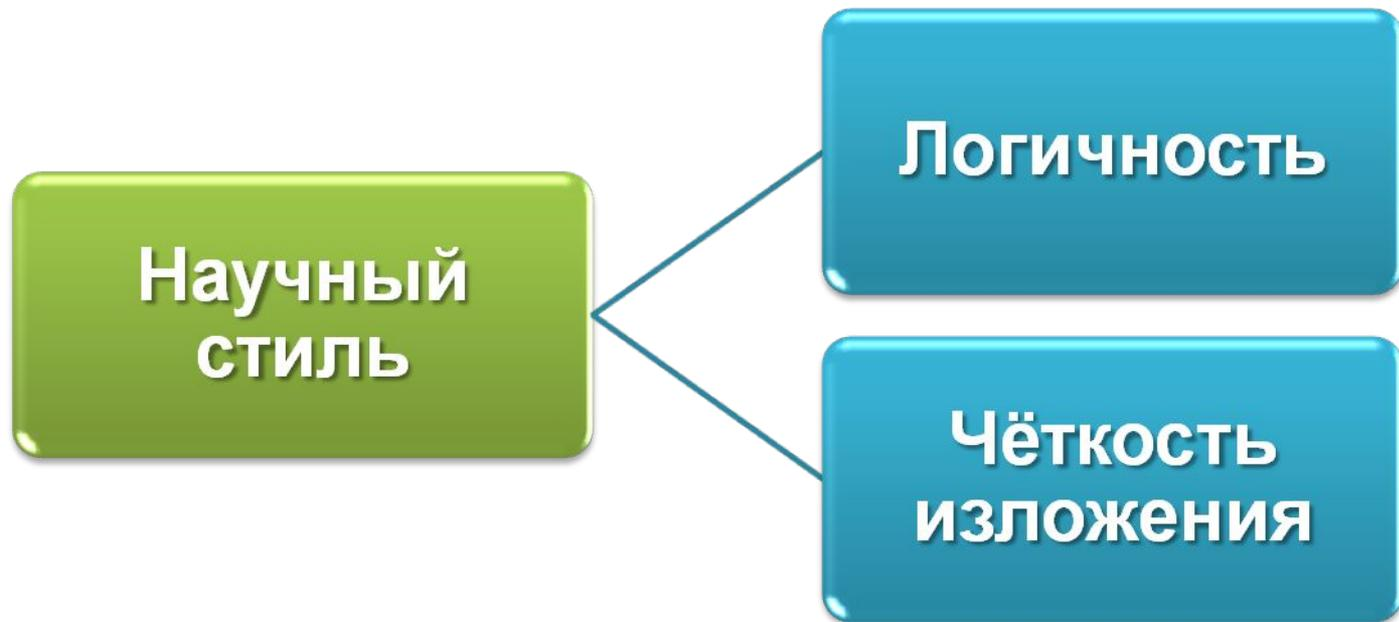 Научный
стиль
Логичность
Чёткость
изложения